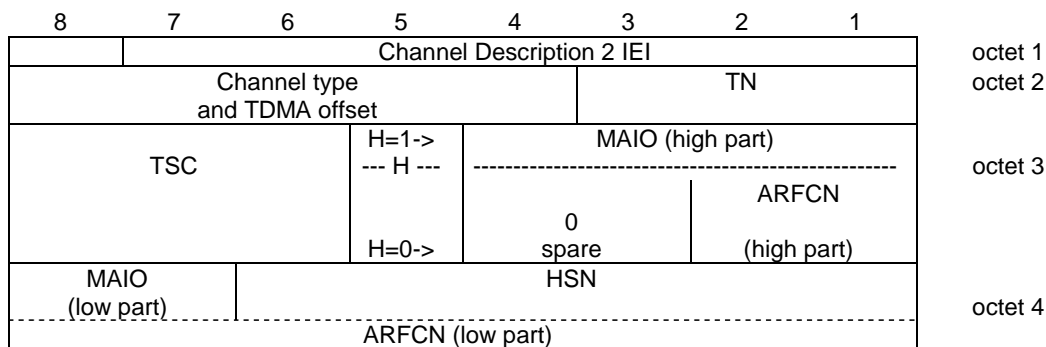 8 7 6 5 4 3 2 1
Channel Description 2 IEI octet 1
Channel type TN octet 2
and TDMA offset
H=1-> MAIO (high part)
TSC --- H --- octet 3
ARFCN
0
H=0-> spare (high part)
MAIO HSN
(low part) octet 4
ARFCN (low part)